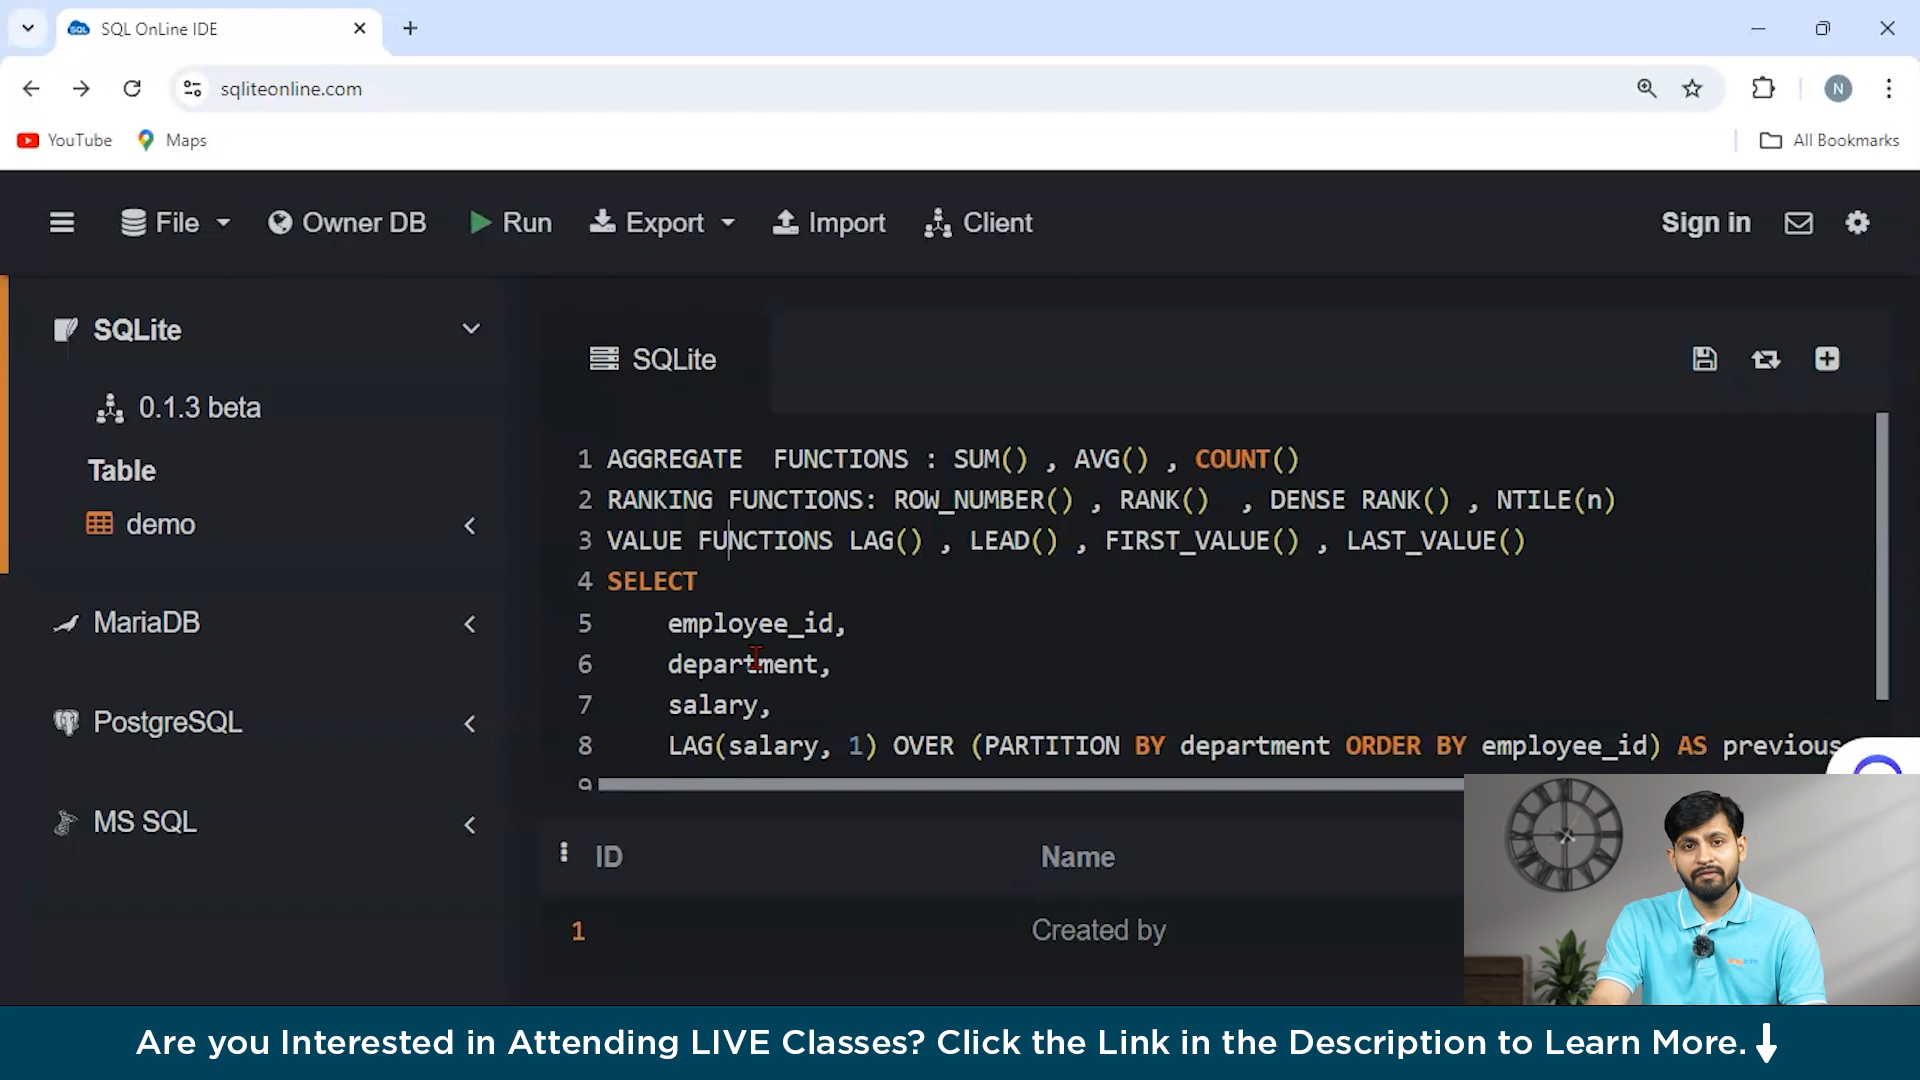 SQL OnLine IDE
sqliteonline.com
N
YouTube
Maps
All Bookmarks
File
Owner DB
Run
Export
Import
Client
Sign in
SQLite
0.1.3 beta
Table
demo
MariaDB
PostgreSQL
MS SQL
SQLite
1 AGGREGATE  FUNCTIONS : SUM() , AVG() , COUNT()
2 RANKING FUNCTIONS: ROW_NUMBER() , RANK()  , DENSE RANK() , NTILE(n)
3 VALUE FUNCTIONS LAG() , LEAD() , FIRST_VALUE() , LAST_VALUE()
4 SELECT
5 employee_id,
6 department,
7 salary,
8 LAG(salary, 1) OVER (PARTITION BY department ORDER BY employee_id) AS previous
9
ID Name
1 Created by
Are you Interested in Attending LIVE Classes? Click the Link in the Description to Learn More.